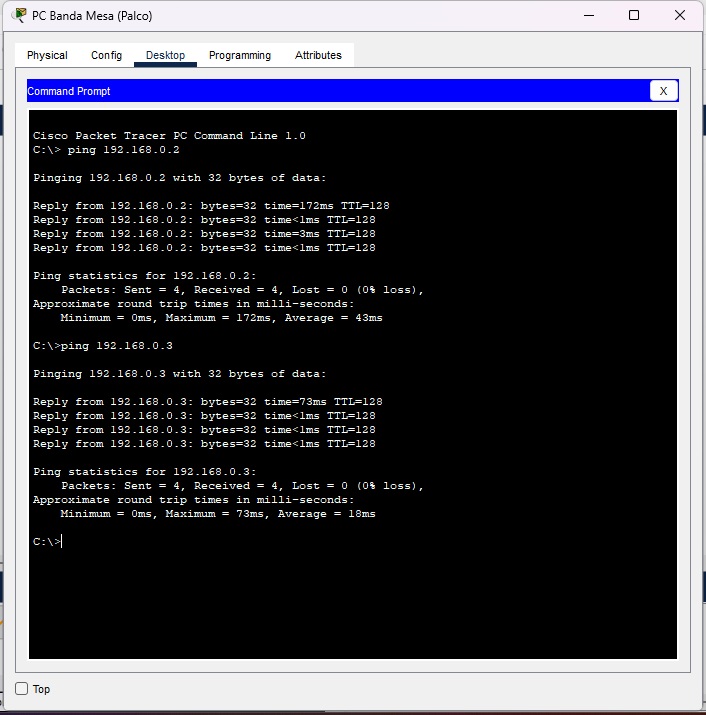 PC Banda Mesa (Palco)
Physical Config Desktop Programming Attributes
Command Prompt
X
Cisco Packet Tracer PC Command Line 1.0
C:\> ping 192.168.0.2
Pinging 192.168.0.2 with 32 bytes of data:
Reply from 192.168.0.2: bytes=32 time=172ms TTL=128
Reply from 192.168.0.2: bytes=32 time<1ms TTL=128
Reply from 192.168.0.2: bytes=32 time=3ms TTL=128
Reply from 192.168.0.2: bytes=32 time<1ms TTL=128
Ping statistics for 192.168.0.2:
Packets: Sent = 4, Received = 4, Lost = 0 (0% loss),
Approximate round trip times in milli-seconds:
Minimum = 0ms, Maximum = 172ms, Average = 43ms
C:\>ping 192.168.0.3
Pinging 192.168.0.3 with 32 bytes of data:
Reply from 192.168.0.3: bytes=32 time=73ms TTL=128
Reply from 192.168.0.3: bytes=32 time<1ms TTL=128
Reply from 192.168.0.3: bytes=32 time<1ms TTL=128
Reply from 192.168.0.3: bytes=32 time<1ms TTL=128
Ping statistics for 192.168.0.3:
Packets: Sent = 4, Received = 4, Lost = 0 (0% loss),
Approximate round trip times in milli-seconds:
Minimum = 0ms, Maximum = 73ms, Average = 18ms
C:\>
Top